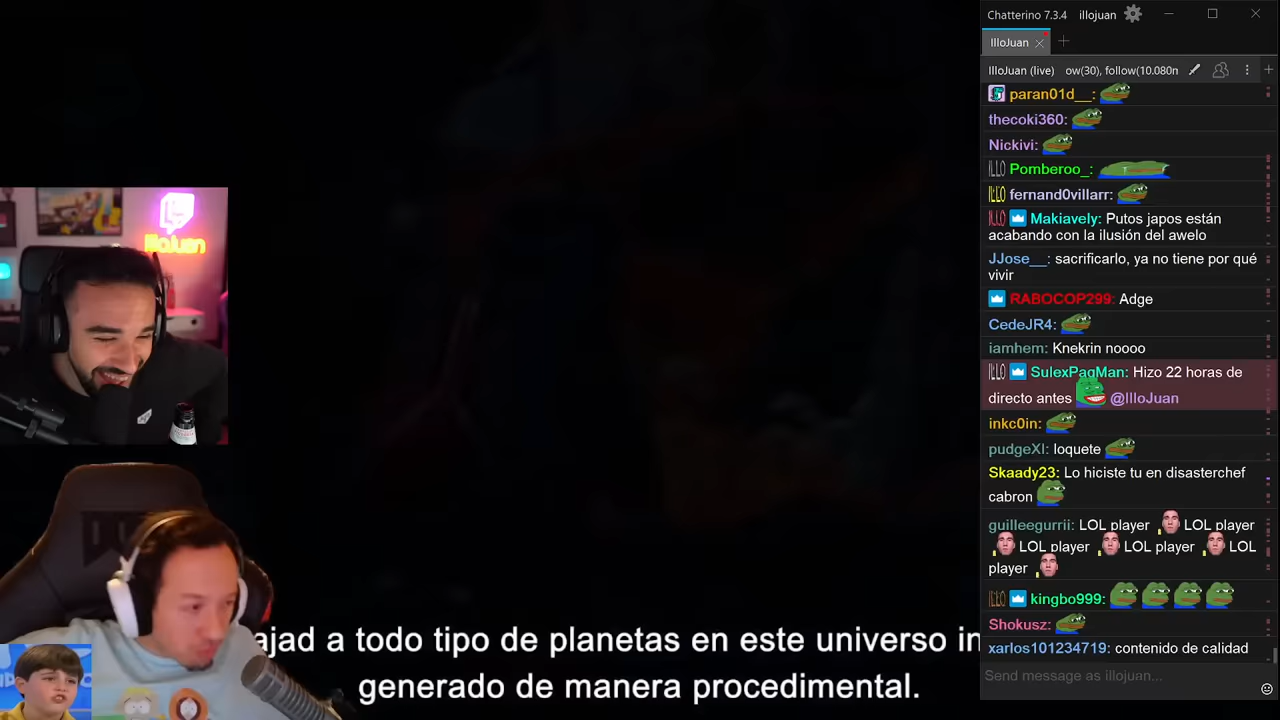 Chatterino 7.3.4 illojuan
IlloJuan
IlloJuan (live) ow(30), follow(10.080n
paran01d__:
thecoki360:
Nickivi:
Pomberoo_:
fernand0villarr:
Makiavely: Putos japos están
acabando con la ilusión del awelo
JJose__: sacrificarlo, ya no tiene por qué
vivir
RABOCOP299: Adge
CedeJR4:
iamhem: Knekrin noooo
SulexPagMan: Hizo 22 horas de
directo antes @IlloJuan
inkc0in:
pudgeXI: loquete
Skaady23: Lo hiciste tu en disasterchef
cabron
guilleegurrii: LOL player LOL player
LOL player LOL player LOL
player
kingbo999:
Shokusz:
xarlos101234719: contenido de calidad
Send message as illojuan...
IlloJuan
ajad a todo tipo de planetas en este universo in
generado de manera procedimental.